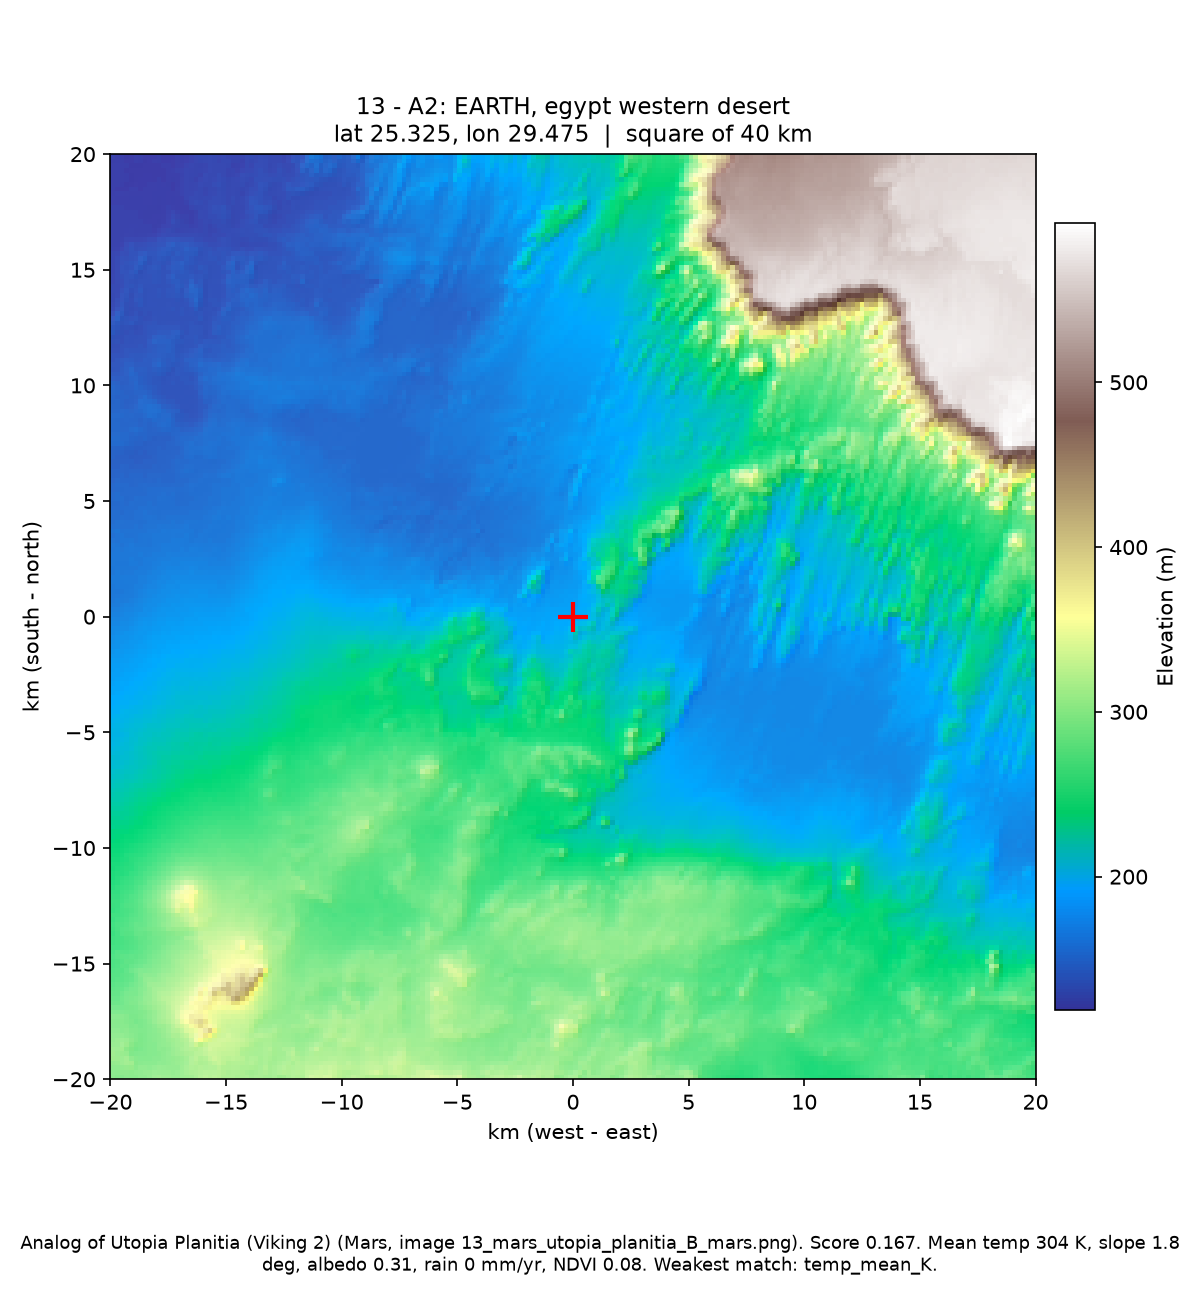 13 - A2: EARTH, egypt western desert
lat 25.325, lon 29.475  |  square of 40 km
20
15
10
5
0
−5
−10
−15
−20
km (south - north)
−20 −15 −10 −5 0 5 10 15 20
km (west - east)
500
400
300
200
Elevation (m)
Analog of Utopia Planitia (Viking 2) (Mars, image 13_mars_utopia_planitia_B_mars.png). Score 0.167. Mean temp 304 K, slope 1.8
deg, albedo 0.31, rain 0 mm/yr, NDVI 0.08. Weakest match: temp_mean_K.